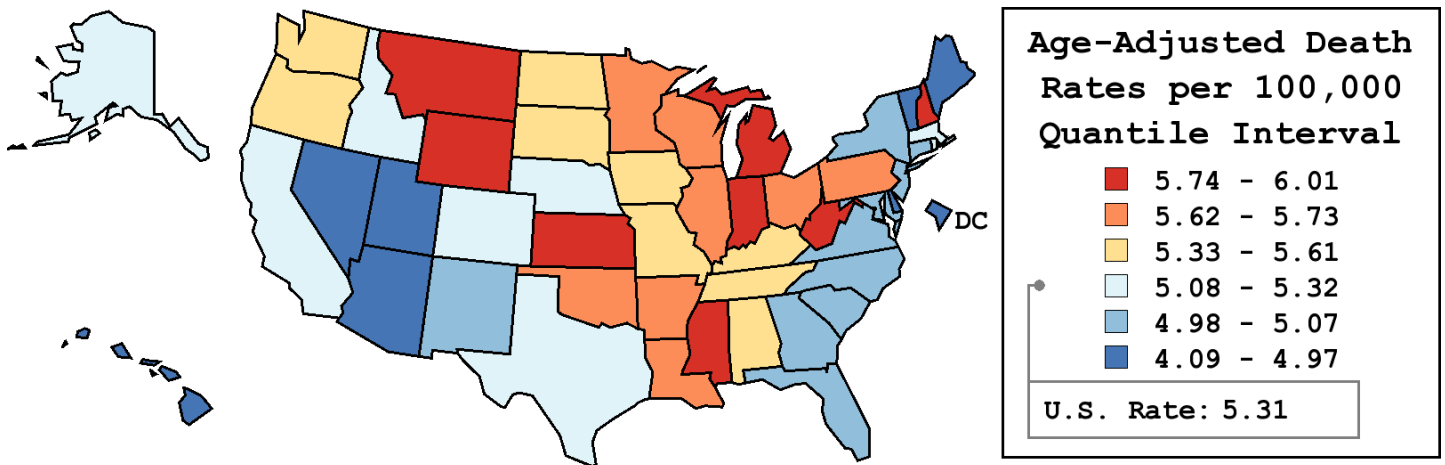 DC
Age-Adjusted Death
Rates per 100,000
Quantile Interval
5.74 - 6.01
5.62 - 5.73
5.33 - 5.61
5.08 - 5.32
4.98 - 5.07
4.09 - 4.97
U.S. Rate: 5.31